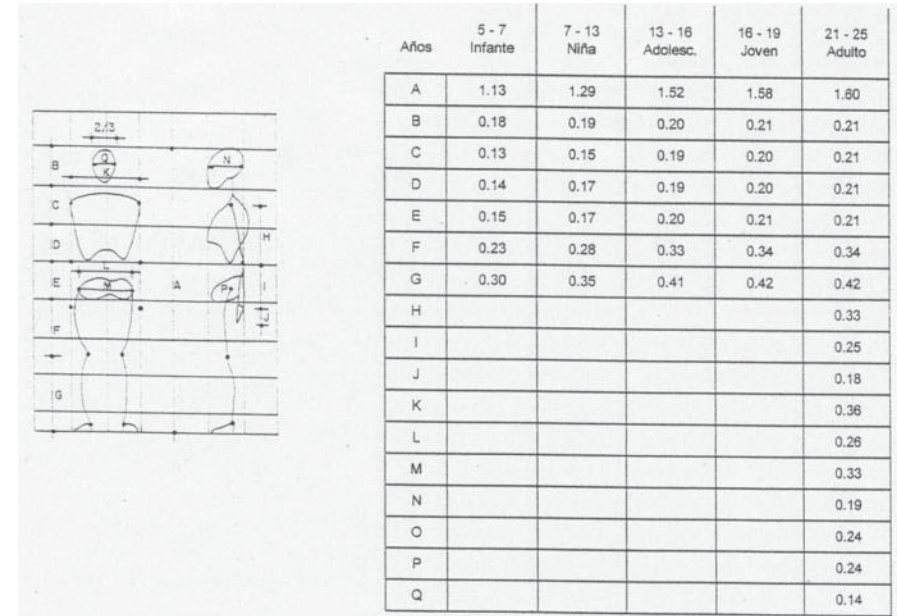 Años 5 - 7 7 - 13 13 - 16 16 - 19 21 - 25
Infante Niña Adolesc. Joven Adulto
A 1.13 1.29 1.52 1.58 1.60
B 0.18 0.19 0.20 0.21 0.21
C 0.13 0.15 0.19 0.20 0.21
D 0.14 0.17 0.19 0.20 0.21
E 0.15 0.17 0.20 0.21 0.21
F 0.23 0.28 0.33 0.34 0.34
G 0.30 0.35 0.41 0.42 0.42
H 0.33
I 0.25
J 0.18
K 0.36
L 0.26
M 0.33
N 0.19
O 0.24
P 0.24
Q 0.14
B Q N
K
C
D H
L
E M A P I
J
F
G